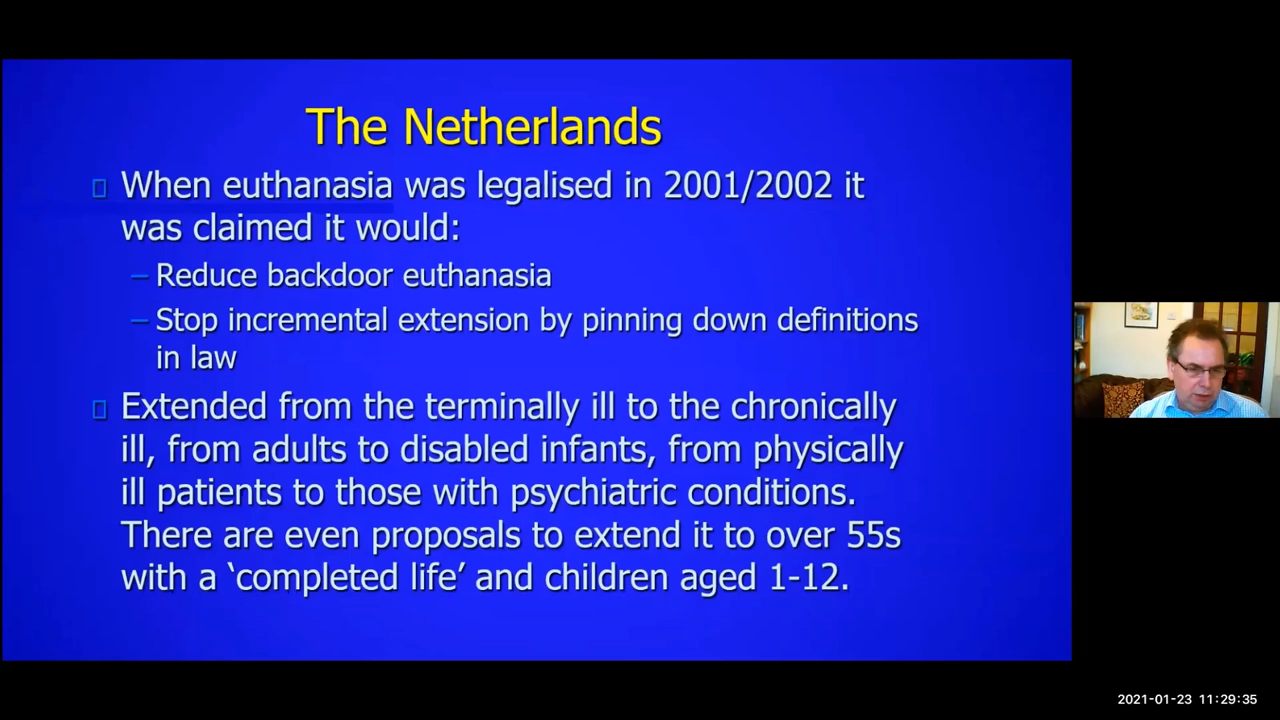 The Netherlands
When euthanasia was legalised in 2001/2002 it
was claimed it would:
– Reduce backdoor euthanasia
– Stop incremental extension by pinning down definitions
in law
Extended from the terminally ill to the chronically
ill, from adults to disabled infants, from physically
ill patients to those with psychiatric conditions.
There are even proposals to extend it to over 55s
with a ‘completed life’ and children aged 1-12.
2021-01-23 11:29:35